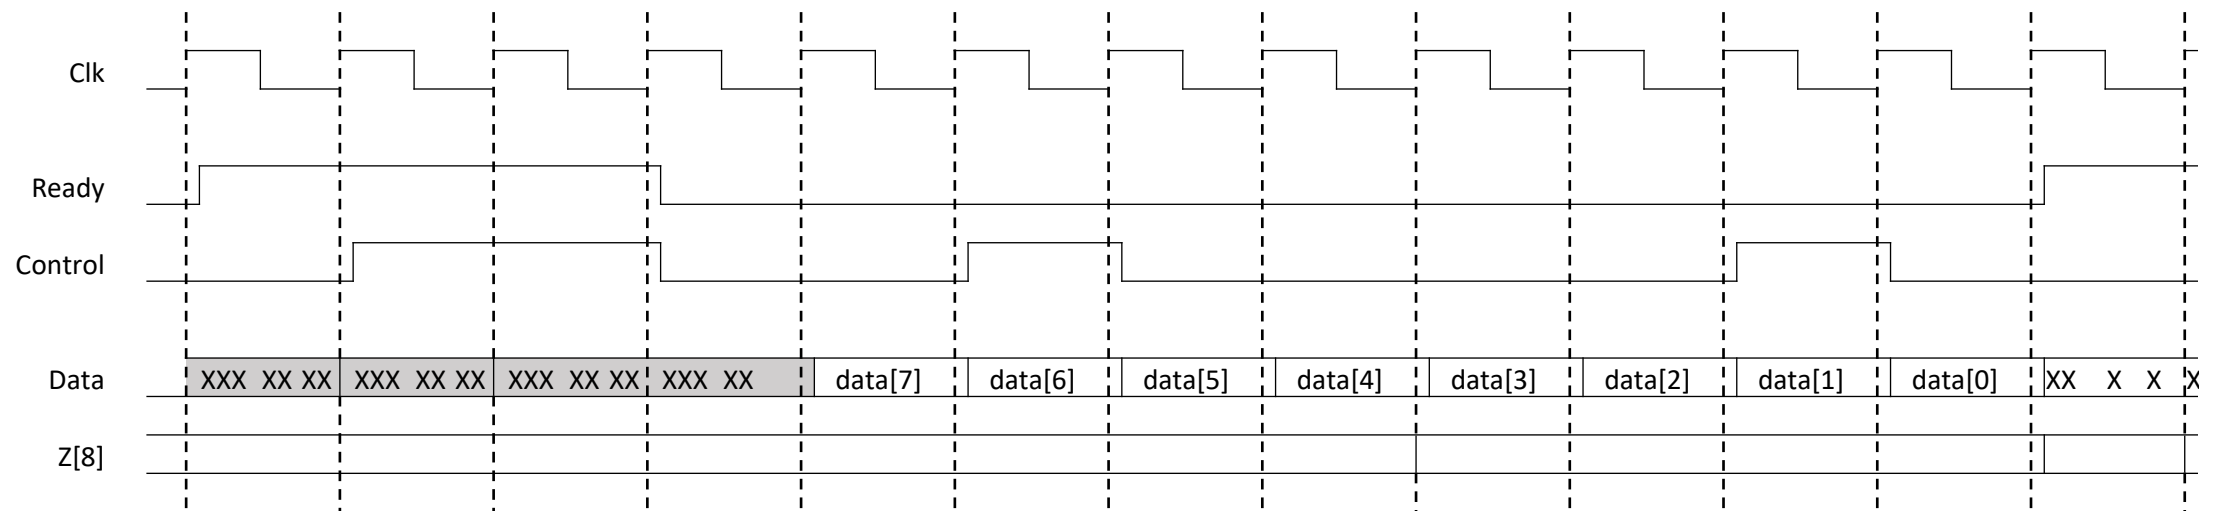 Clk
Ready
Control
Data XXX XX XX XXX XX XX XXX XX XX XXX XX data[7] data[6] data[5] data[4] data[3] data[2] data[1] data[0] XX X X X
Z[8]